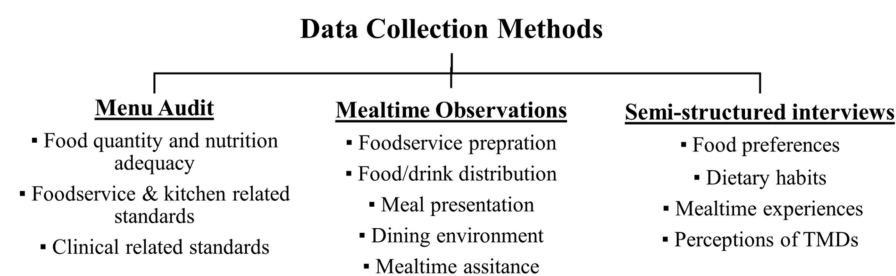 Data Collection Methods
Menu Audit
▪ Food quantity and nutrition
adequacy
▪ Foodservice & kitchen related
standards
▪ Clinical related standards
Mealtime Observations
▪ Foodservice prepration
▪ Food/drink distribution
▪ Meal presentation
▪ Dining environment
▪ Mealtime assitance
Semi-structured interviews
▪ Food preferences
▪ Dietary habits
▪ Mealtime experiences
▪ Perceptions of TMDs